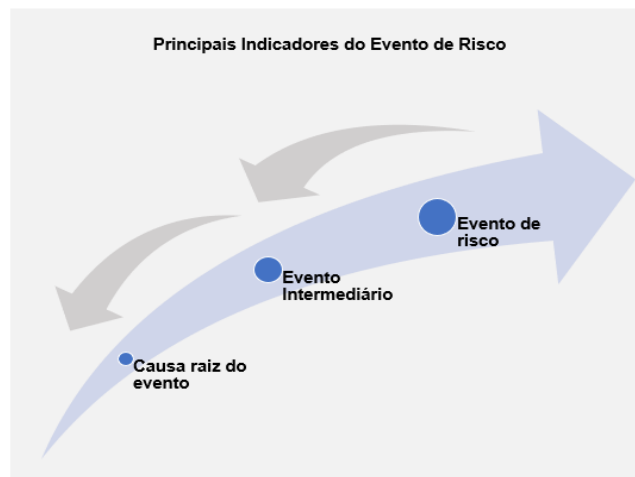 Principais Indicadores do Evento de Risco
Evento de
risco
Evento
Intermediário
Causa raiz do
evento